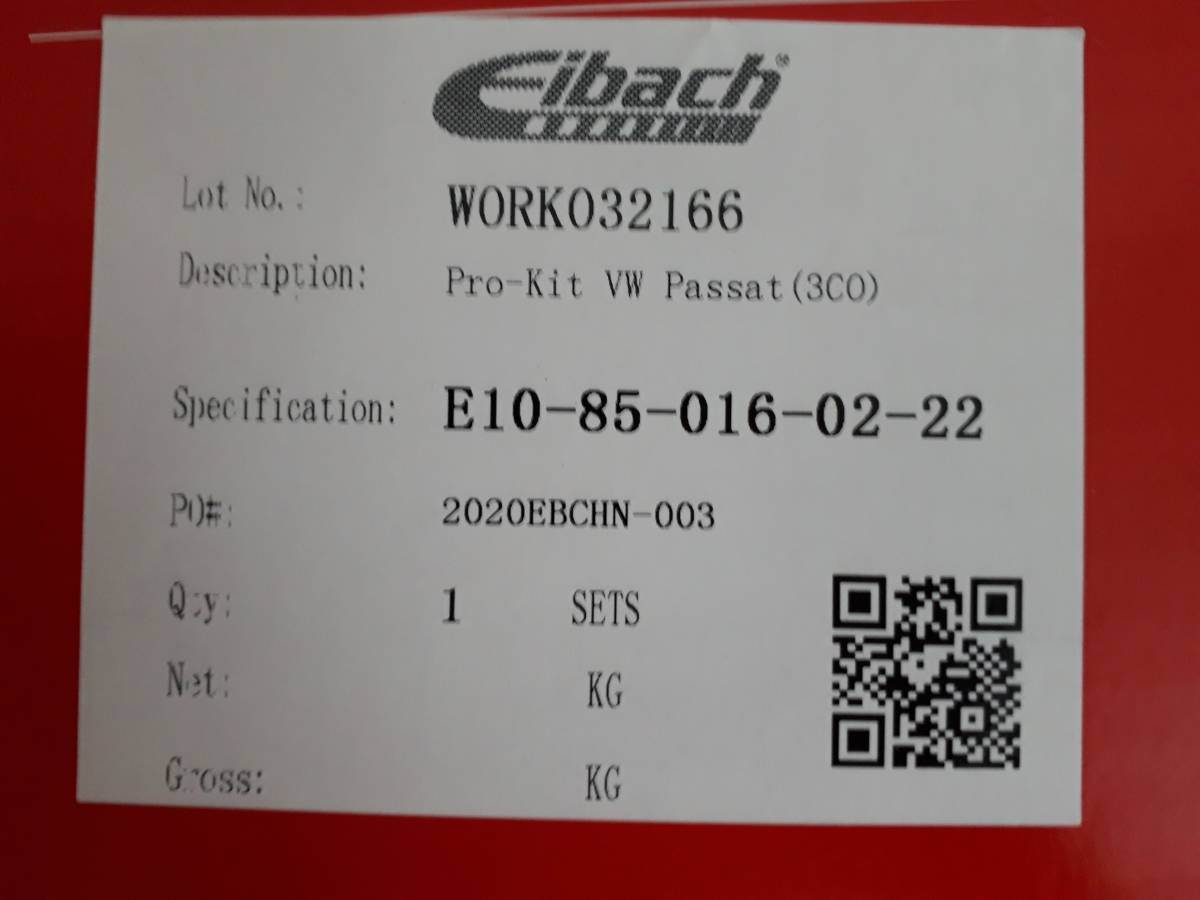 Eibach®
Lot No.: WORK032166
Description: Pro-Kit VW Passat(3C0)
Specification: E10-85-016-02-22
PO#: 2020EBCHN-003
Qty: 1 SETS
Net: KG
Gross: KG